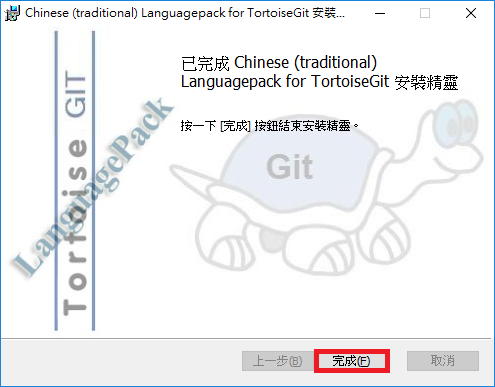 Chinese (traditional) Languagepack for TortoiseGit 安裝...
已完成 Chinese (traditional)
Languagepack for TortoiseGit 安裝精靈
按一下 [完成] 按鈕結束安裝精靈。
Tortoise GIT
LanguagePack
Git
上一步(B)
完成(F)
取消